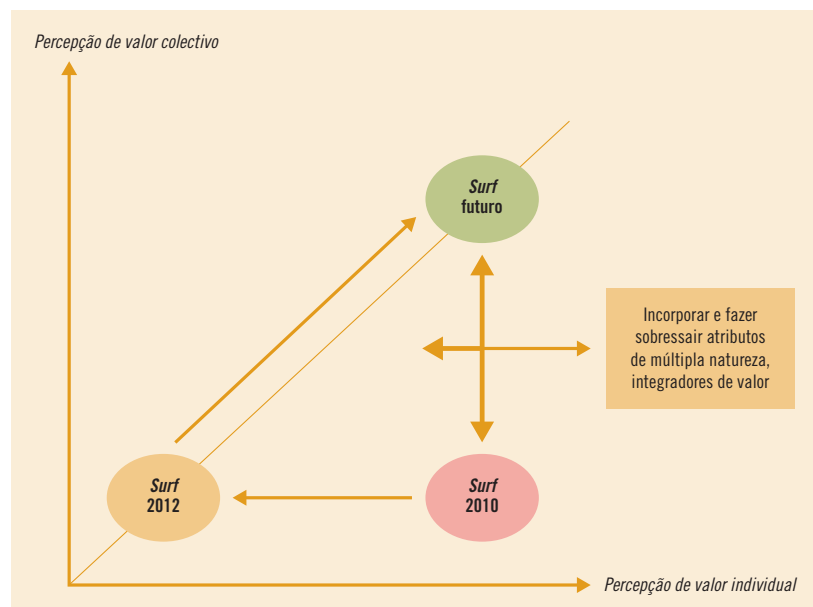 Percepção de valor colectivo
Surf
futuro
Incorporar e fazer
sobressair atributos
de múltipla natureza,
integradores de valor
Surf
2012
Surf
2010
Percepção de valor individual